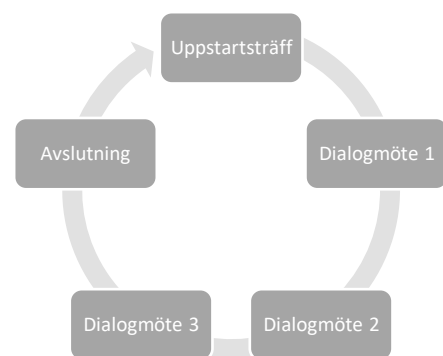 Uppstartsträff
Dialogmöte 1
Dialogmöte 2
Dialogmöte 3
Avslutning